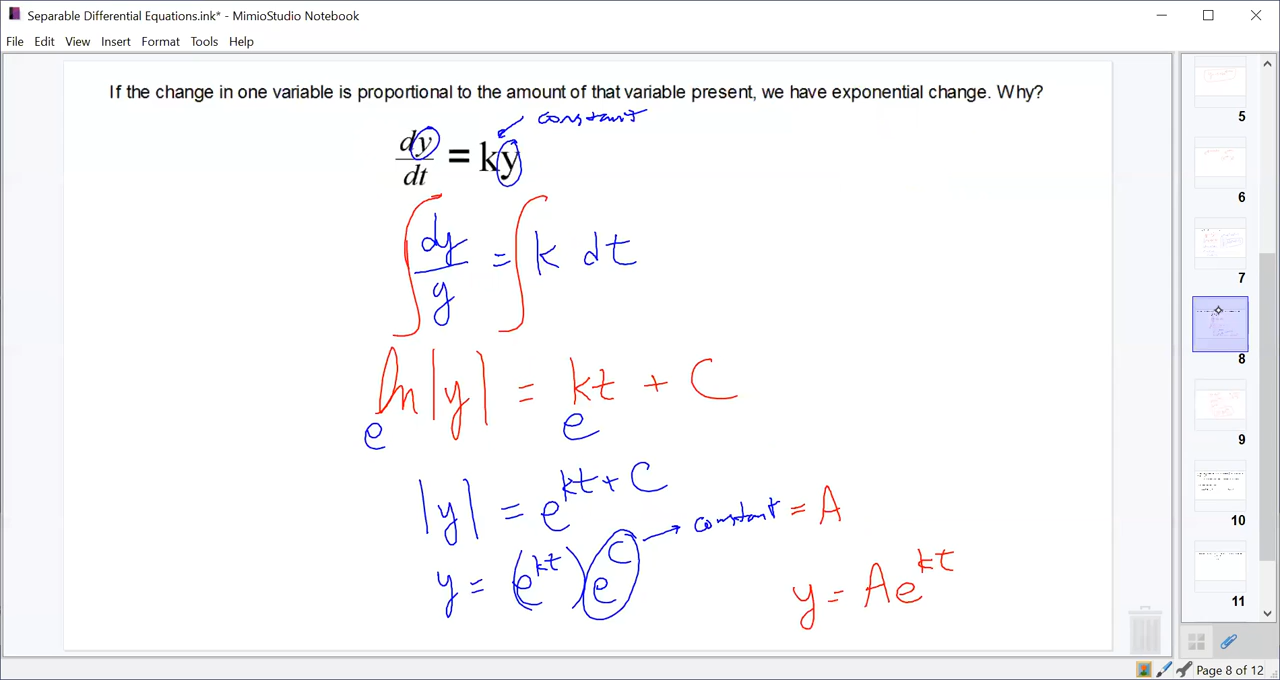 Separable Differential Equations.ink* - MimioStudio Notebook
File Edit View Insert Format Tools Help
If the change in one variable is proportional to the amount of that variable present, we have exponential change. Why?
constant
dy/dt = ky
∫ dy/y = ∫ k dt
ln|y| = kt + C
e e
|y| = e^(kt + C)
constant = A
y = (e^(kt)) e^C
y = Ae^(kt)
5
6
7
8
9
10
11
Page 8 of 12